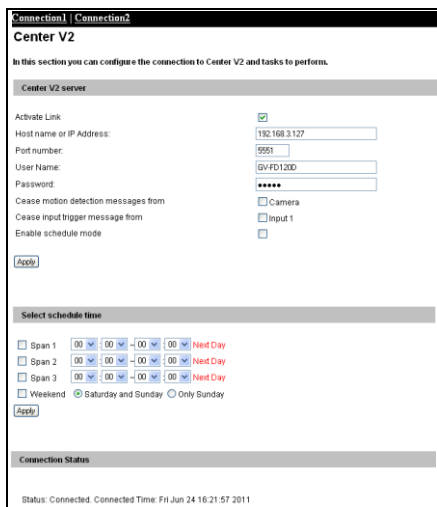 Connection1 | Connection2
Center V2
In this section you can configure the connection to Center V2 and tasks to perform.
Center V2 server
Activate Link
Host name or IP Address: 192.168.3.127
Port number: 5551
User Name: GV-FD120D
Password: •••••
Cease motion detection messages from Camera
Cease input trigger message from Input 1
Enable schedule mode
Apply
Select schedule time
Span 1 00 : 00 ~ 00 : 00 Next Day
Span 2 00 : 00 ~ 00 : 00 Next Day
Span 3 00 : 00 ~ 00 : 00 Next Day
Weekend Saturday and Sunday Only Sunday
Apply
Connection Status
Status: Connected. Connected Time: Fri Jun 24 16:21:57 2011